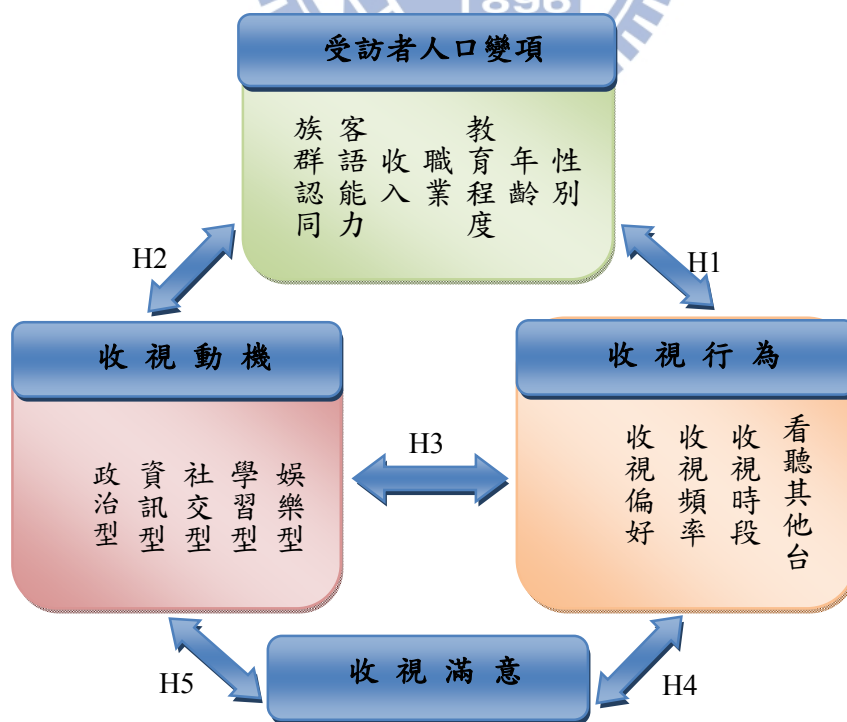 1896
受訪者人口變項
性別
年齡
教育程度
職業
收入
客語能力
族群認同
H2
H1
收視動機
娛樂型
學習型
社交型
資訊型
政治型
H3
收視行為
看聽其他台
收視時段
收視頻率
收視偏好
H5
收視滿意
H4